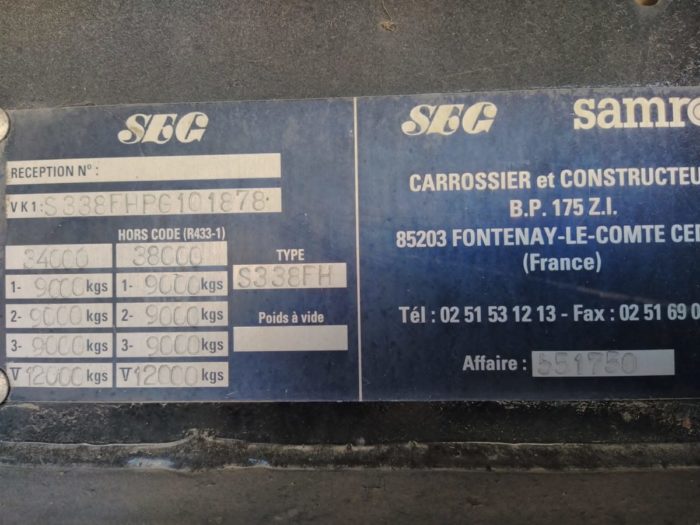 SEG
RECEPTION Nº :
VK1: S338FHPG101878
HORS CODE (R433-1)
34000 38000
1- 9000 kgs 1- 9000 kgs
2- 9000 kgs 2- 9000 kgs
3- 9000 kgs 3- 9000 kgs
V 12000 kgs V 12000 kgs
TYPE
S338FH
Poids à vide
SEG samro
CARROSSIER et CONSTRUCTEU
B.P. 175 Z.I.
85203 FONTENAY-LE-COMTE CE
(France)
Tél : 02 51 53 12 13 - Fax : 02 51 69 0
Affaire : 551750